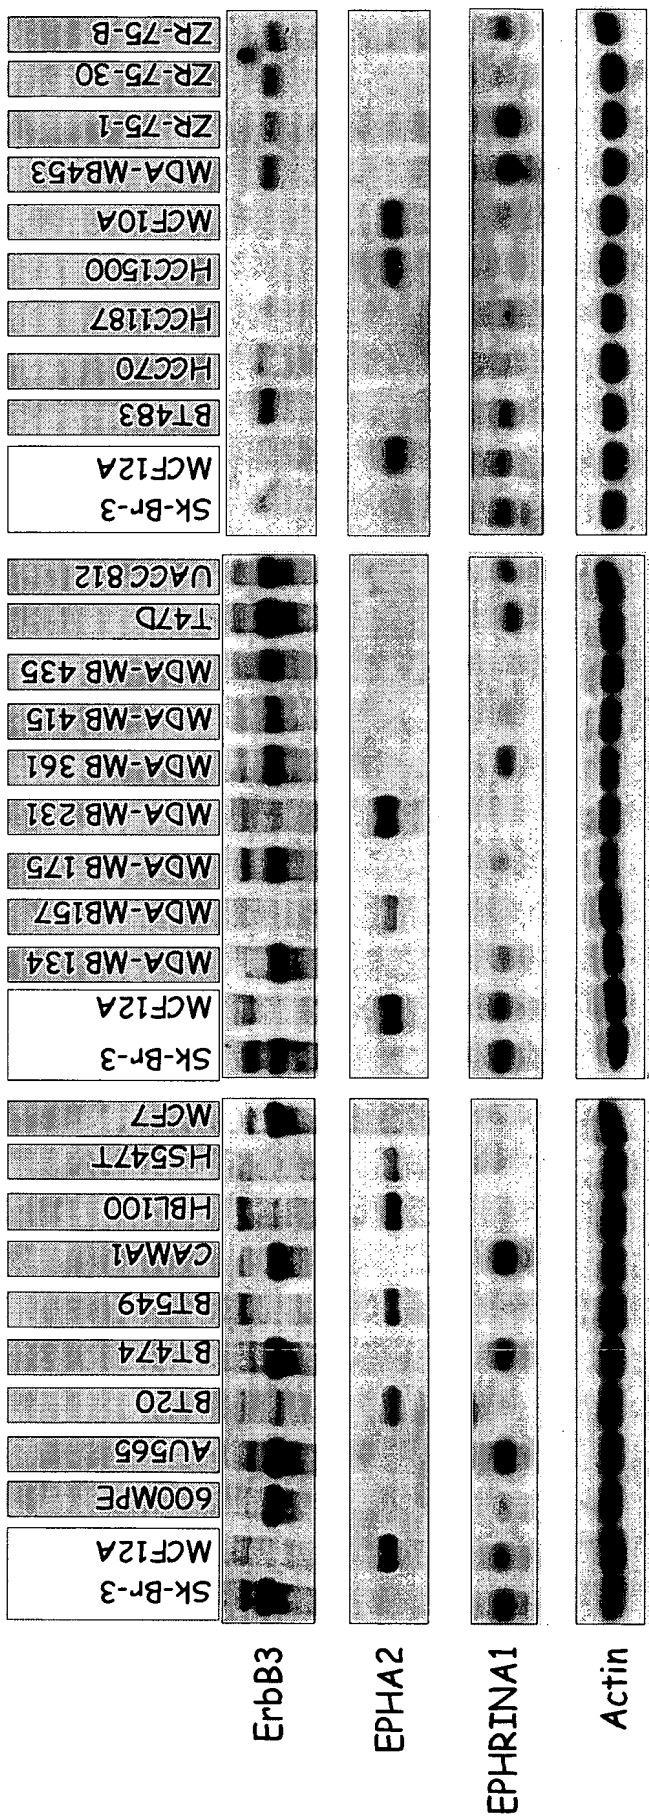 ZR-75-B
ZR-75-30
ZR-75-1
MDA-MB453
MCF10A
HCC1500
HCC1187
HCC70
BT483
MCF12A
Sk-Br-3
UACC 812
T47D
MDA-MB 435
MDA-MB 415
MDA-MB 361
MDA-MB 231
MDA-MB 175
MDA-MB157
MDA-MB 134
MCF12A
Sk-Br-3
MCF7
HS547T
HBL100
CAMA1
BT549
BT474
BT20
AU565
600MPE
MCF12A
Sk-Br-3
ErbB3
EPHA2
EPHRINA1
Actin